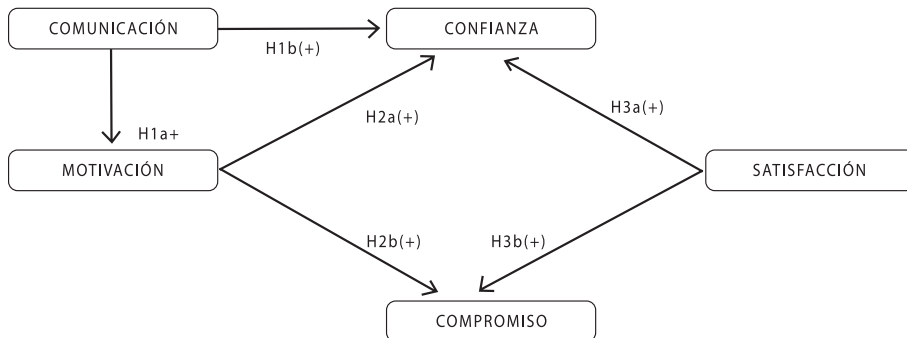 COMUNICACIÓN
CONFIANZA
H1b(+)
H2a(+)
H3a(+)
H1a+
MOTIVACIÓN
SATISFACCIÓN
H2b(+)
H3b(+)
COMPROMISO